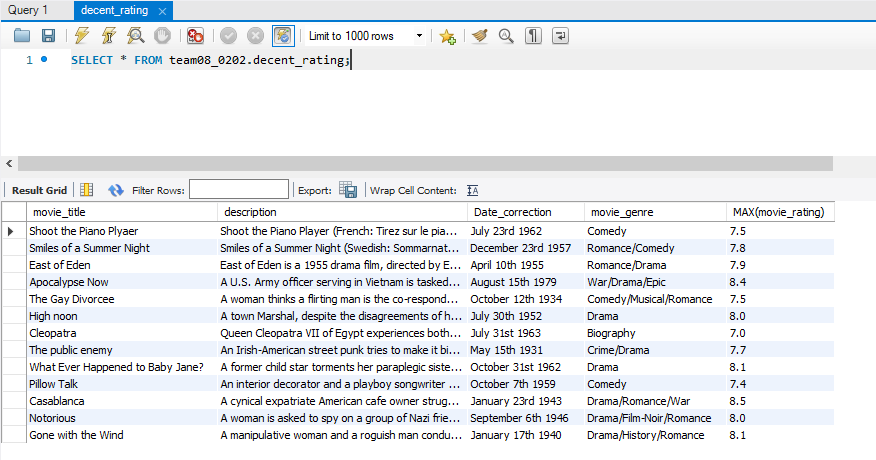 Query 1 decent_rating
Limit to 1000 rows
1 SELECT * FROM team08_0202.decent_rating;
Result Grid Filter Rows: Export: Wrap Cell Content:
movie_title description Date_correction movie_genre MAX(movie_rating)
Shoot the Piano Plyaer Shoot the Piano Player (French: Tirez sur le pia... July 23rd 1962 Comedy 7.5
Smiles of a Summer Night Smiles of a Summer Night (Swedish: Sommarnat... December 23rd 1957 Romance/Comedy 7.8
East of Eden East of Eden is a 1955 drama film, directed by E... April 10th 1955 Romance/Drama 7.9
Apocalypse Now A U.S. Army officer serving in Vietnam is tasked... August 15th 1979 War/Drama/Epic 8.4
The Gay Divorcee A woman thinks a flirting man is the co-respond... October 12th 1934 Comedy/Musical/Romance 7.5
High noon A town Marshal, despite the disagreements of h... July 30th 1952 Drama 8.0
Cleopatra Queen Cleopatra VII of Egypt experiences both... July 31st 1963 Biography 7.0
The public enemy An Irish-American street punk tries to make it bi... May 15th 1931 Crime/Drama 7.7
What Ever Happened to Baby Jane? A former child star torments her paraplegic siste... October 31st 1962 Drama 8.1
Pillow Talk An interior decorator and a playboy songwriter ... October 7th 1959 Comedy 7.4
Casablanca A cynical expatriate American cafe owner strug... January 23rd 1943 Drama/Romance/War 8.5
Notorious A woman is asked to spy on a group of Nazi frie... September 6th 1946 Drama/Film-Noir/Romance 8.0
Gone with the Wind A manipulative woman and a roguish man condu... January 17th 1940 Drama/History/Romance 8.1